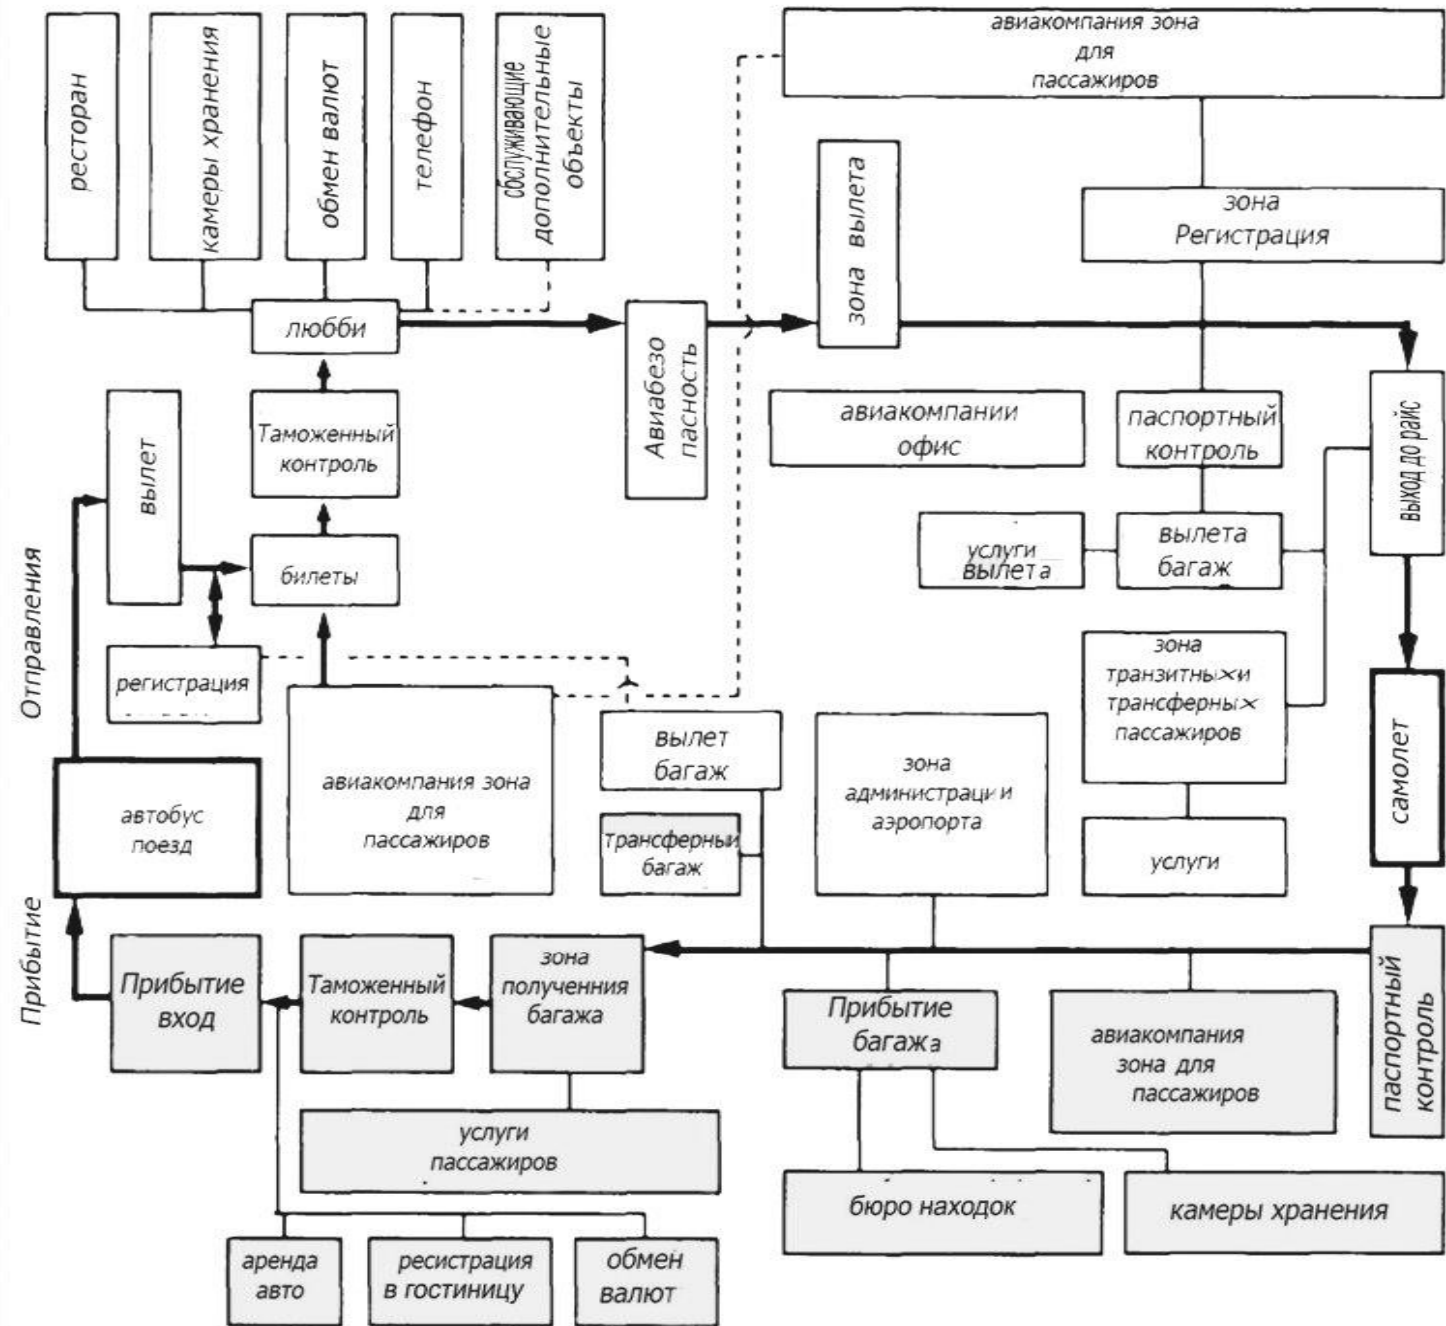 ресторан
камеры хранения
обмен валют
телефон
сбслуживающие
дополнительные
объекты
авиакомпания зона
для
пассажиров
зона вылета
зона
Регистрация
любби
Авиабезо
пасность
вылет
Таможенный
контроль
авиакомпании
офис
паспортный
контроль
выход до райс
билеты
услуги
вылета
вылета
багаж
Отправления
регистрация
зона
транзитных и
трансферных
пассажиров
вылет
багаж
самолет
автобус
поезд
авиакомпания зона
для
пассажиров
трансферный
багаж
зона
администрации
аэропорта
услуги
Прибытие
Прибытие
вход
Таможенный
контроль
зона
получення
багажа
Прибытие
багажа
авиакомпания
зона для
пассажиров
паспортный
контроль
услуги
пассажиров
бюро находок
камеры хранения
аренда
авто
ресистрация
в гостиницу
обмен
валют